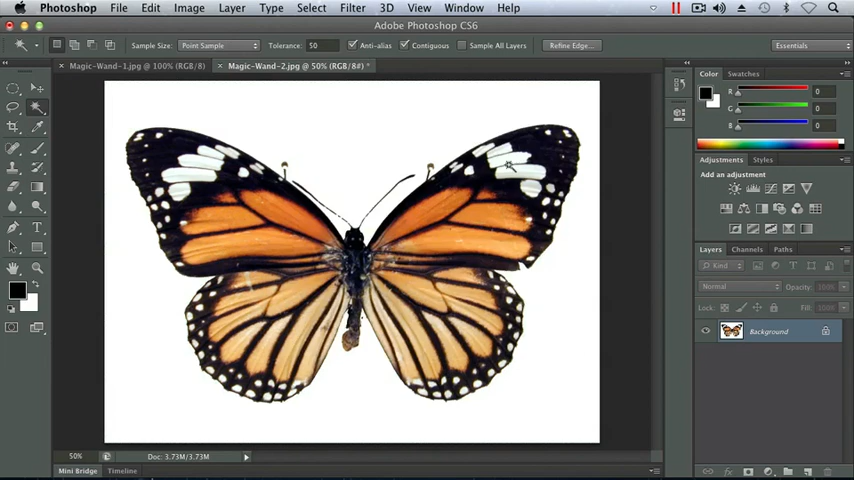 Photoshop File Edit Image Layer Type Select Filter 3D View Window Help
Adobe Photoshop CS6
Sample Size: Point Sample Tolerance: 50 Anti-alias Contiguous Sample All Layers Refine Edge... Essentials
× Magic-Wand-1.jpg @ 100% (RGB/8) × Magic-Wand-2.jpg @ 50% (RGB/8#) *
Color Swatches
R 0
G 0
B 0
Adjustments Styles
Add an adjustment
Layers Channels Paths
Kind
Normal Opacity: 100%
Lock: Fill: 100%
Background
50% Doc: 3.73M/3.73M
Mini Bridge Timeline